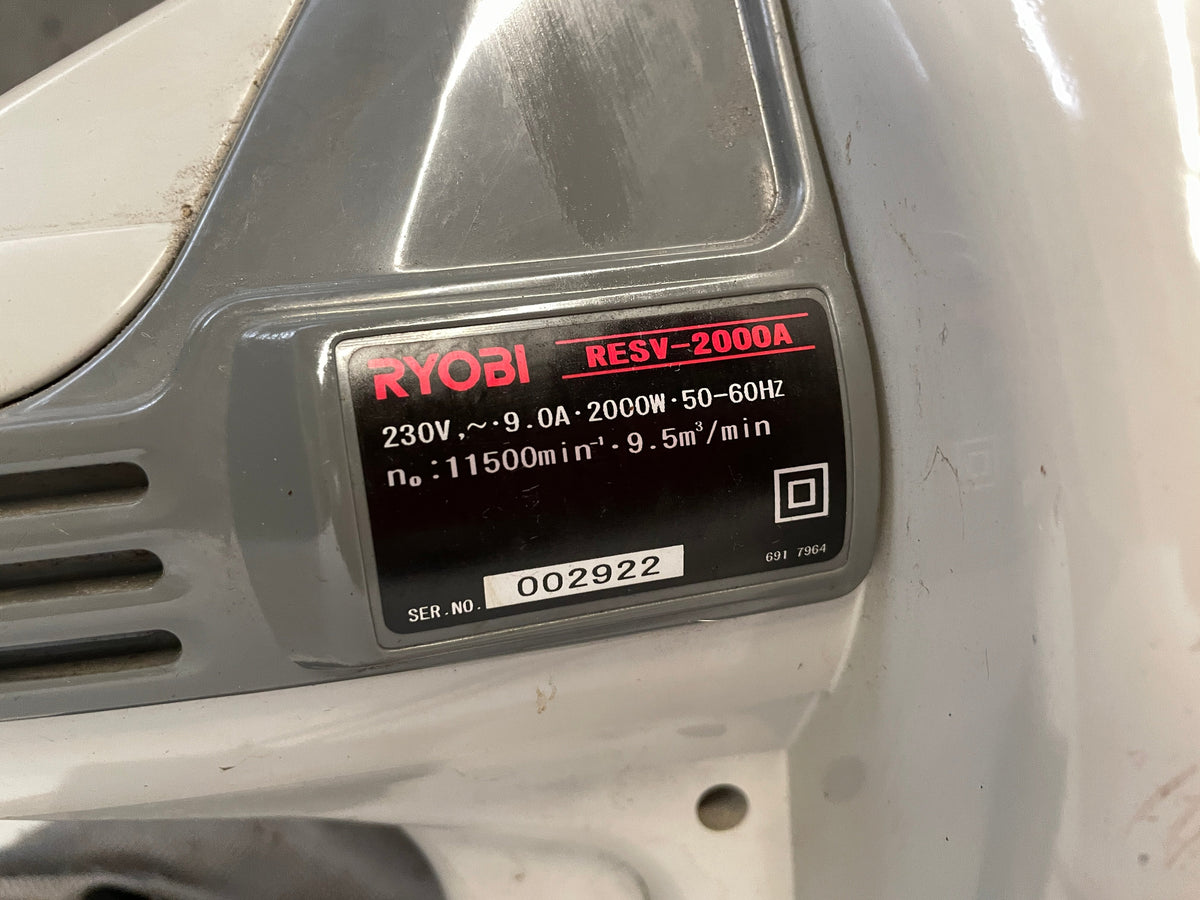 RYOBI RESV-2000A
230V,~·9.0A·2000W·50-60Hz
n₀:11500min⁻¹·9.5m³/min
691 7964
SER.NO. 002922